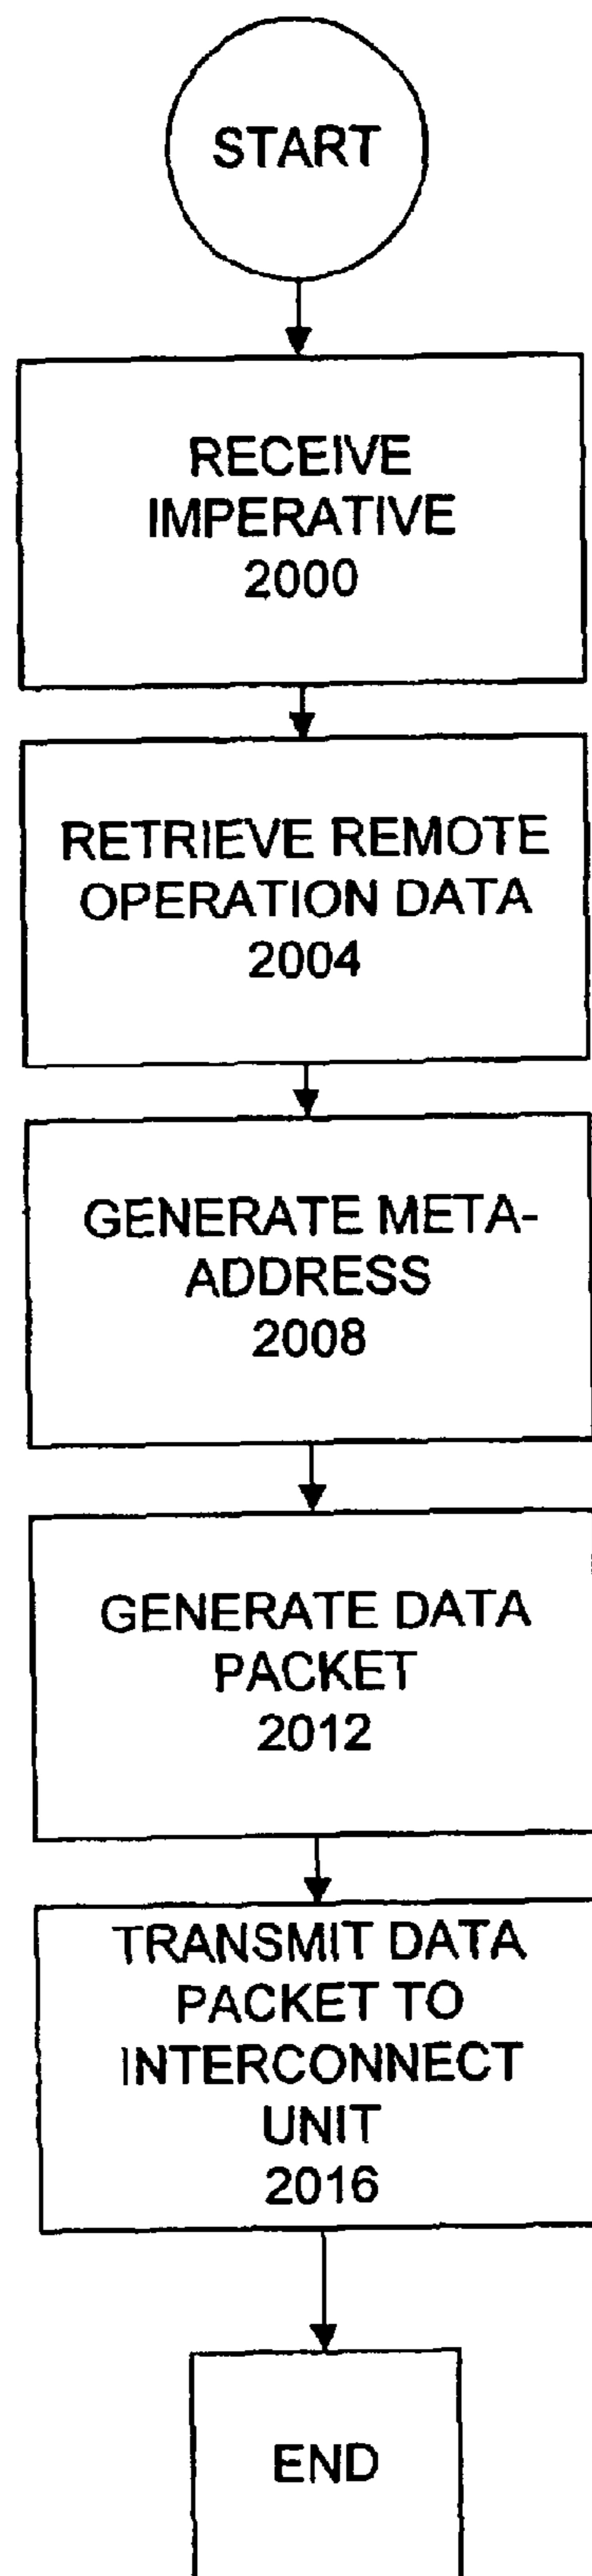 START
RECEIVE
IMPERATIVE
2000
RETRIEVE REMOTE
OPERATION DATA
2004
GENERATE META-
ADDRESS
2008
GENERATE DATA
PACKET
2012
TRANSMIT DATA
PACKET TO
INTERCONNECT
UNIT
2016
END